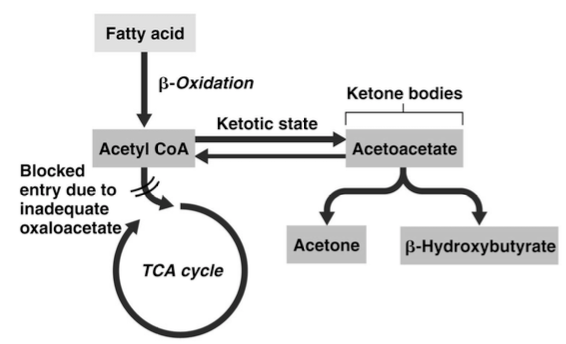 Fatty acid
β-Oxidation
Ketone bodies
Ketotic state
Acetyl CoA
Acetoacetate
Blocked
entry due to
inadequate
oxaloacetate
Acetone
β-Hydroxybutyrate
TCA cycle